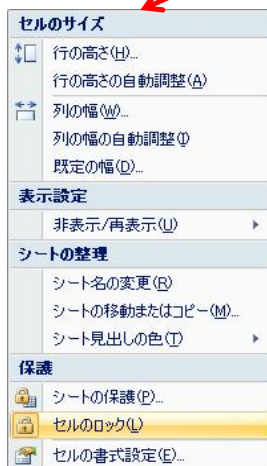 セルのサイズ
行の高さ(H)...
行の高さの自動調整(A)
列の幅(W)...
列の幅の自動調整(I)
既定の幅(D)...
表示設定
非表示/再表示(U)
シートの整理
シート名の変更(R)
シートの移動またはコピー(M)...
シート見出しの色(T)
保護
シートの保護(P)...
セルのロック(L)
セルの書式設定(E)...